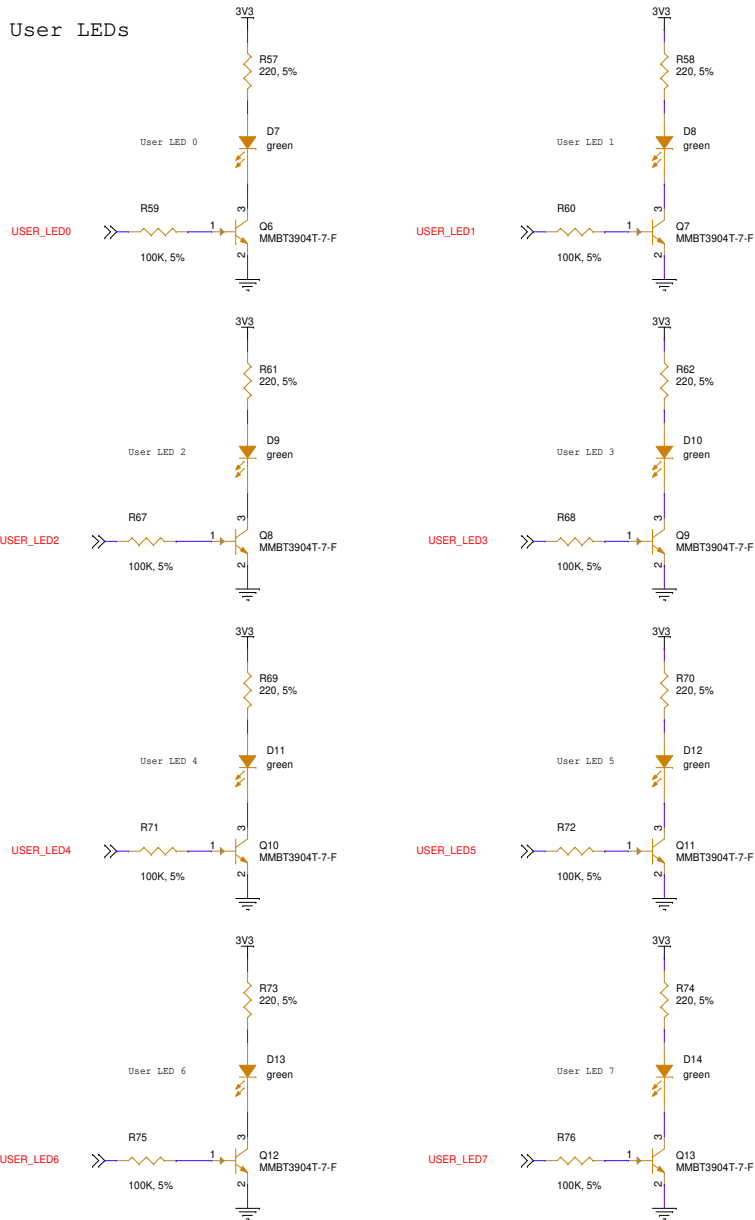 User LEDs
3V3
R57
220, 5%
D7
green
User LED 0
R59
USER_LED0
100K, 5%
1
3
2
Q6
MMBT3904T-7-F
3V3
R58
220, 5%
D8
green
User LED 1
R60
USER_LED1
100K, 5%
1
3
2
Q7
MMBT3904T-7-F
3V3
R61
220, 5%
D9
green
User LED 2
R67
USER_LED2
100K, 5%
1
3
2
Q8
MMBT3904T-7-F
3V3
R62
220, 5%
D10
green
User LED 3
R68
USER_LED3
100K, 5%
1
3
2
Q9
MMBT3904T-7-F
3V3
R69
220, 5%
D11
green
User LED 4
R71
USER_LED4
100K, 5%
1
3
2
Q10
MMBT3904T-7-F
3V3
R70
220, 5%
D12
green
User LED 5
R72
USER_LED5
100K, 5%
1
3
2
Q11
MMBT3904T-7-F
3V3
R73
220, 5%
D13
green
User LED 6
R75
USER_LED6
100K, 5%
1
3
2
Q12
MMBT3904T-7-F
3V3
R74
220, 5%
D14
green
User LED 7
R76
USER_LED7
100K, 5%
1
3
2
Q13
MMBT3904T-7-F